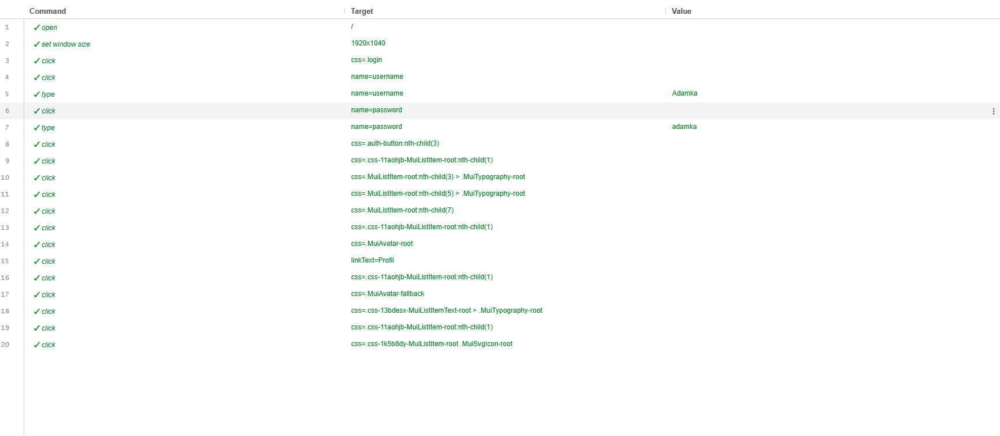 Command Target Value
1 ✓ open /
2 ✓ set window size 1920x1040
3 ✓ click css=.login
4 ✓ click name=username
5 ✓ type name=username Adamka
6 ✓ click name=password
7 ✓ type name=password adamka
8 ✓ click css=.auth-button:nth-child(3)
9 ✓ click css=.css-11aohjb-MuiListItem-root:nth-child(1)
10 ✓ click css=.MuiListItem-root:nth-child(3) > .MuiTypography-root
11 ✓ click css=.MuiListItem-root:nth-child(5) > .MuiTypography-root
12 ✓ click css=.MuiListItem-root:nth-child(7)
13 ✓ click css=.css-11aohjb-MuiListItem-root:nth-child(1)
14 ✓ click css=.MuiAvatar-root
15 ✓ click linkText=Profil
16 ✓ click css=.css-11aohjb-MuiListItem-root:nth-child(1)
17 ✓ click css=.MuiAvatar-fallback
18 ✓ click css=.css-13bdesx-MuiListItemText-root > .MuiTypography-root
19 ✓ click css=.css-11aohjb-MuiListItem-root:nth-child(1)
20 ✓ click css=.css-1k5b8dy-MuiListItem-root .MuiSvgIcon-root